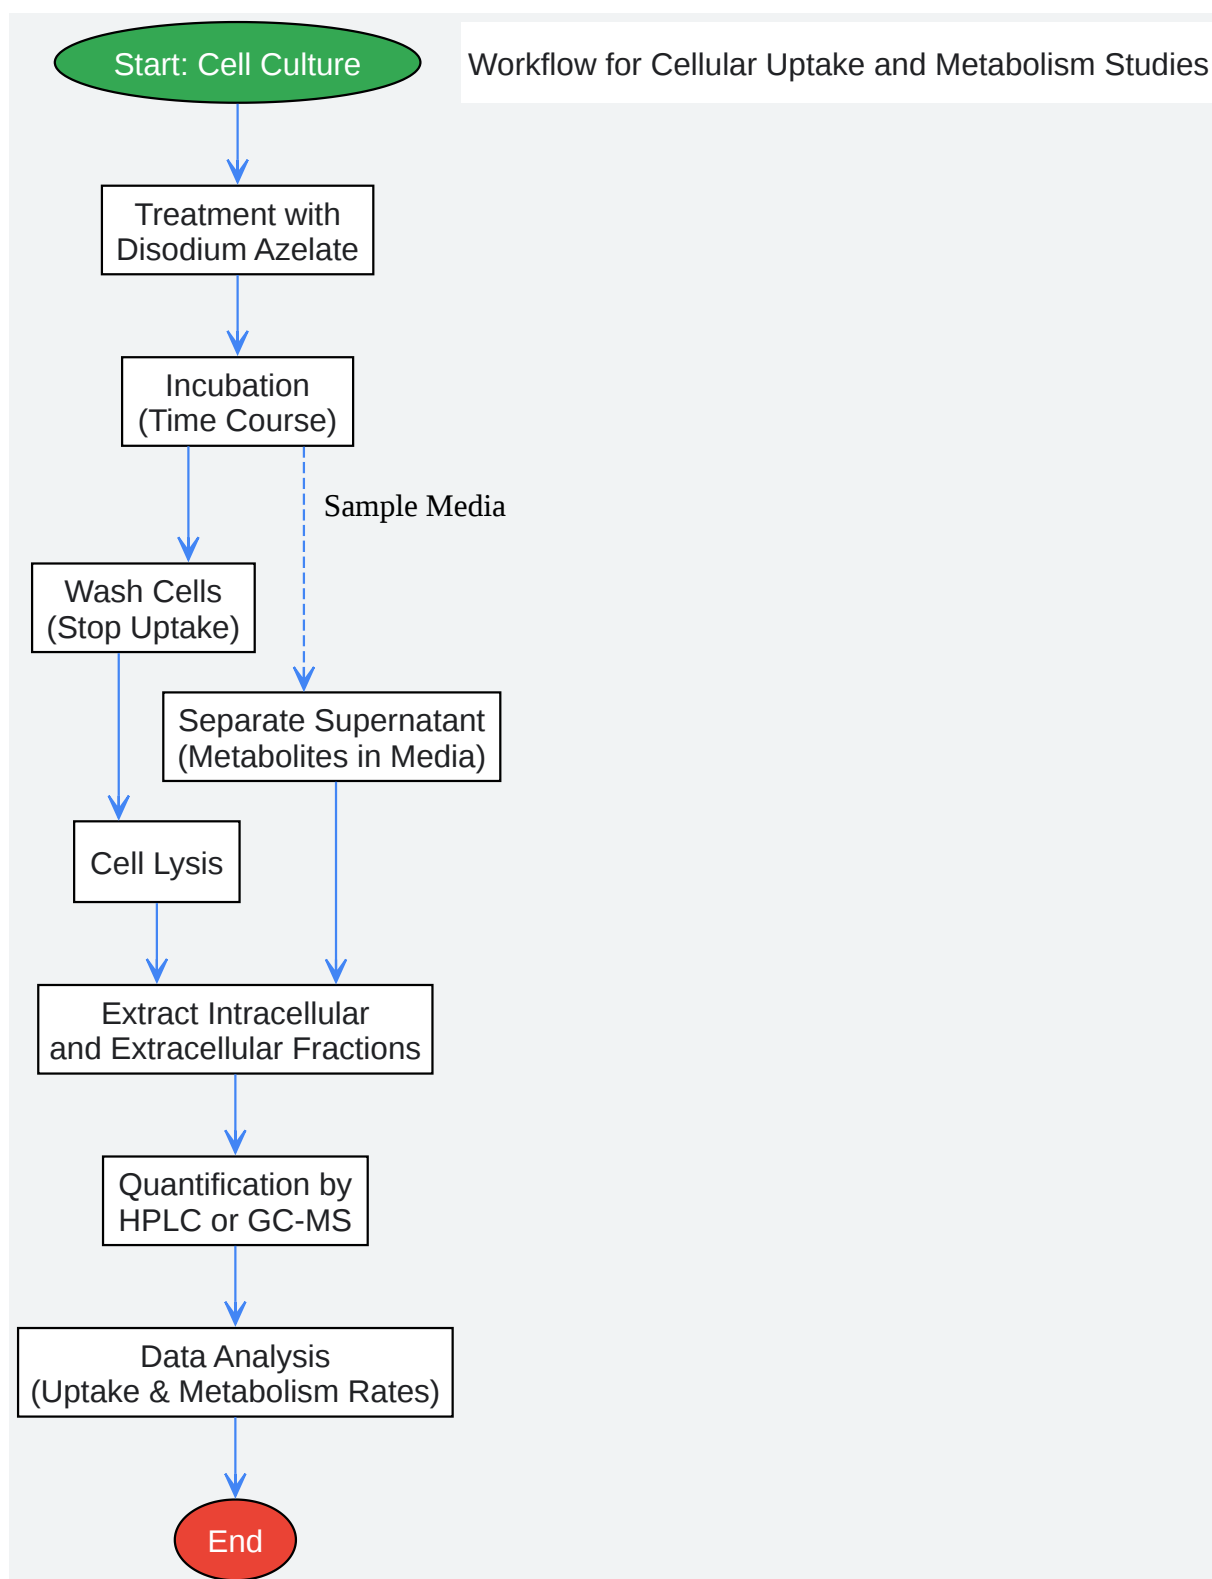 Start: Cell Culture
Workflow for Cellular Uptake and Metabolism Studies
Treatment with
Disodium Azelate
Incubation
(Time Course)
Sample Media
Wash Cells
(Stop Uptake)
Separate Supernatant
(Metabolites in Media)
Cell Lysis
Extract Intracellular
and Extracellular Fractions
Quantification by
HPLC or GC-MS
Data Analysis
(Uptake & Metabolism Rates)
End